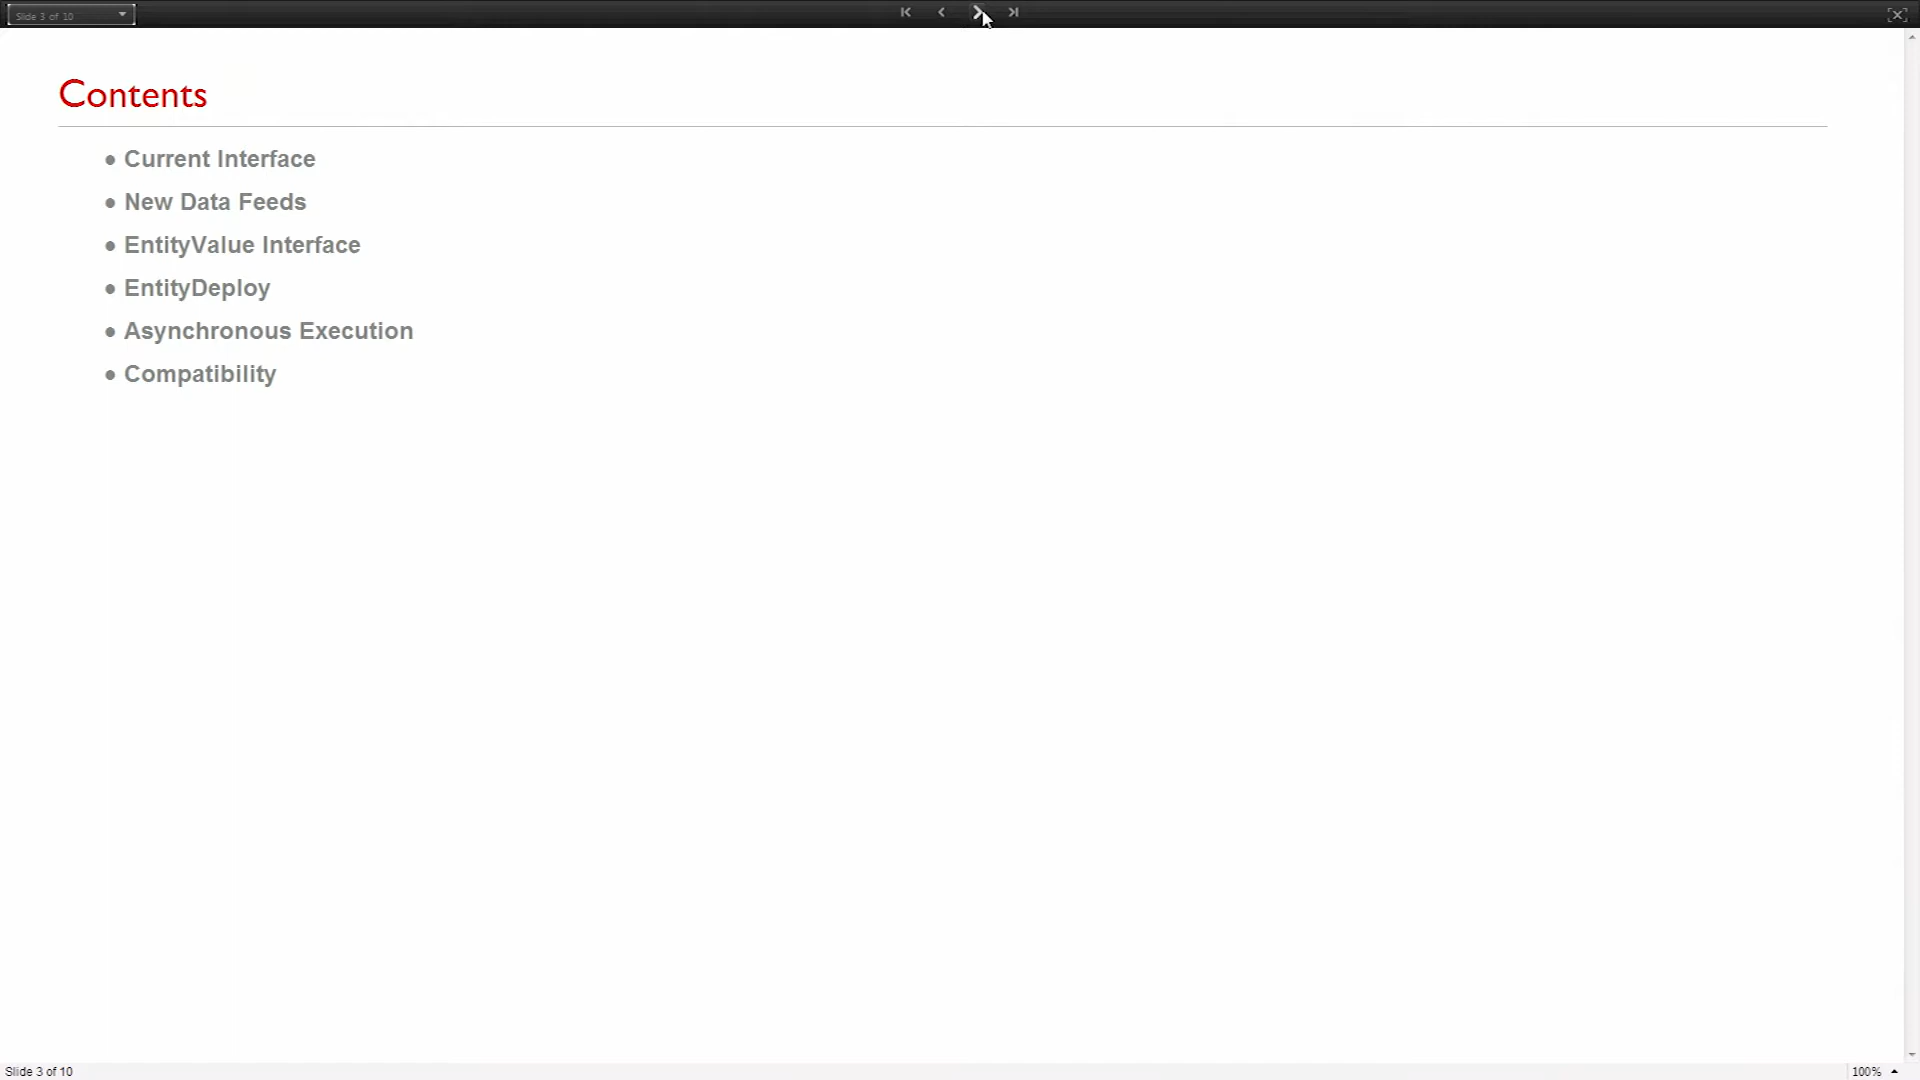 Slide 3 of 10
Contents
• Current Interface
• New Data Feeds
• EntityValue Interface
• EntityDeploy
• Asynchronous Execution
• Compatibility
Slide 3 of 10
100%